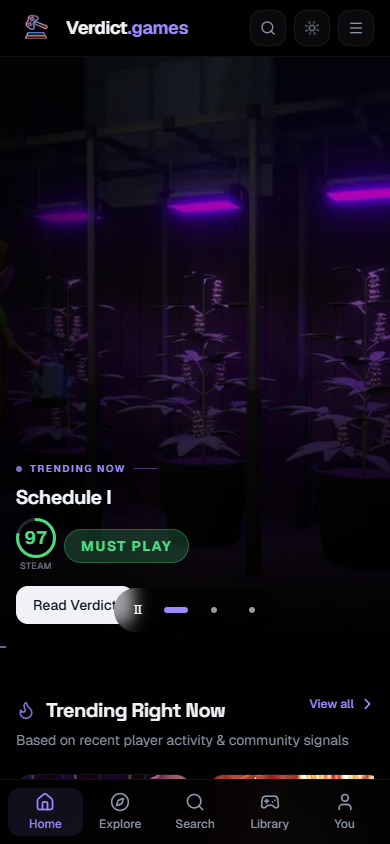 Verdict.games
TRENDING NOW
Schedule I
97
MUST PLAY
STEAM
Read Verdict
Trending Right Now
View all
Based on recent player activity & community signals
Home
Explore
Search
Library
You